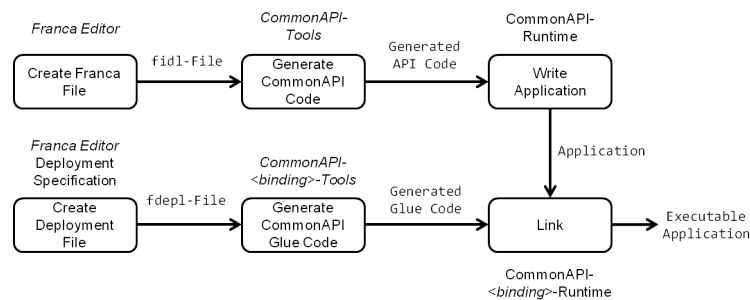 Franca Editor
CommonAPI-
Tools
CommonAPI-
Runtime
Create Franca
File
fidl-File
Generate
CommonAPI
Code
Generated
API Code
Write
Application
Application
Franca Editor
Deployment
Specification
CommonAPI-
<binding>-Tools
Create
Deployment
File
fdepl-File
Generate
CommonAPI
Glue Code
Generated
Glue Code
Link
Executable
Application
CommonAPI-
<binding>-Runtime